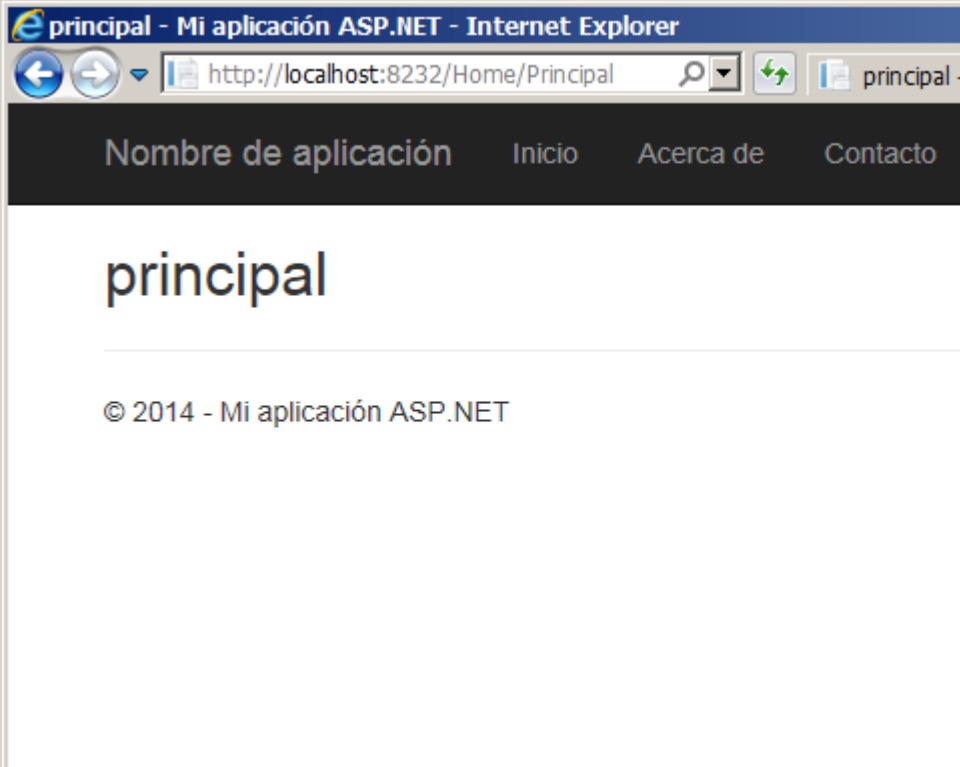 principal - Mi aplicación ASP.NET - Internet Explorer
http://localhost:8232/Home/Principal principal -
Nombre de aplicación Inicio Acerca de Contacto
principal
© 2014 - Mi aplicación ASP.NET